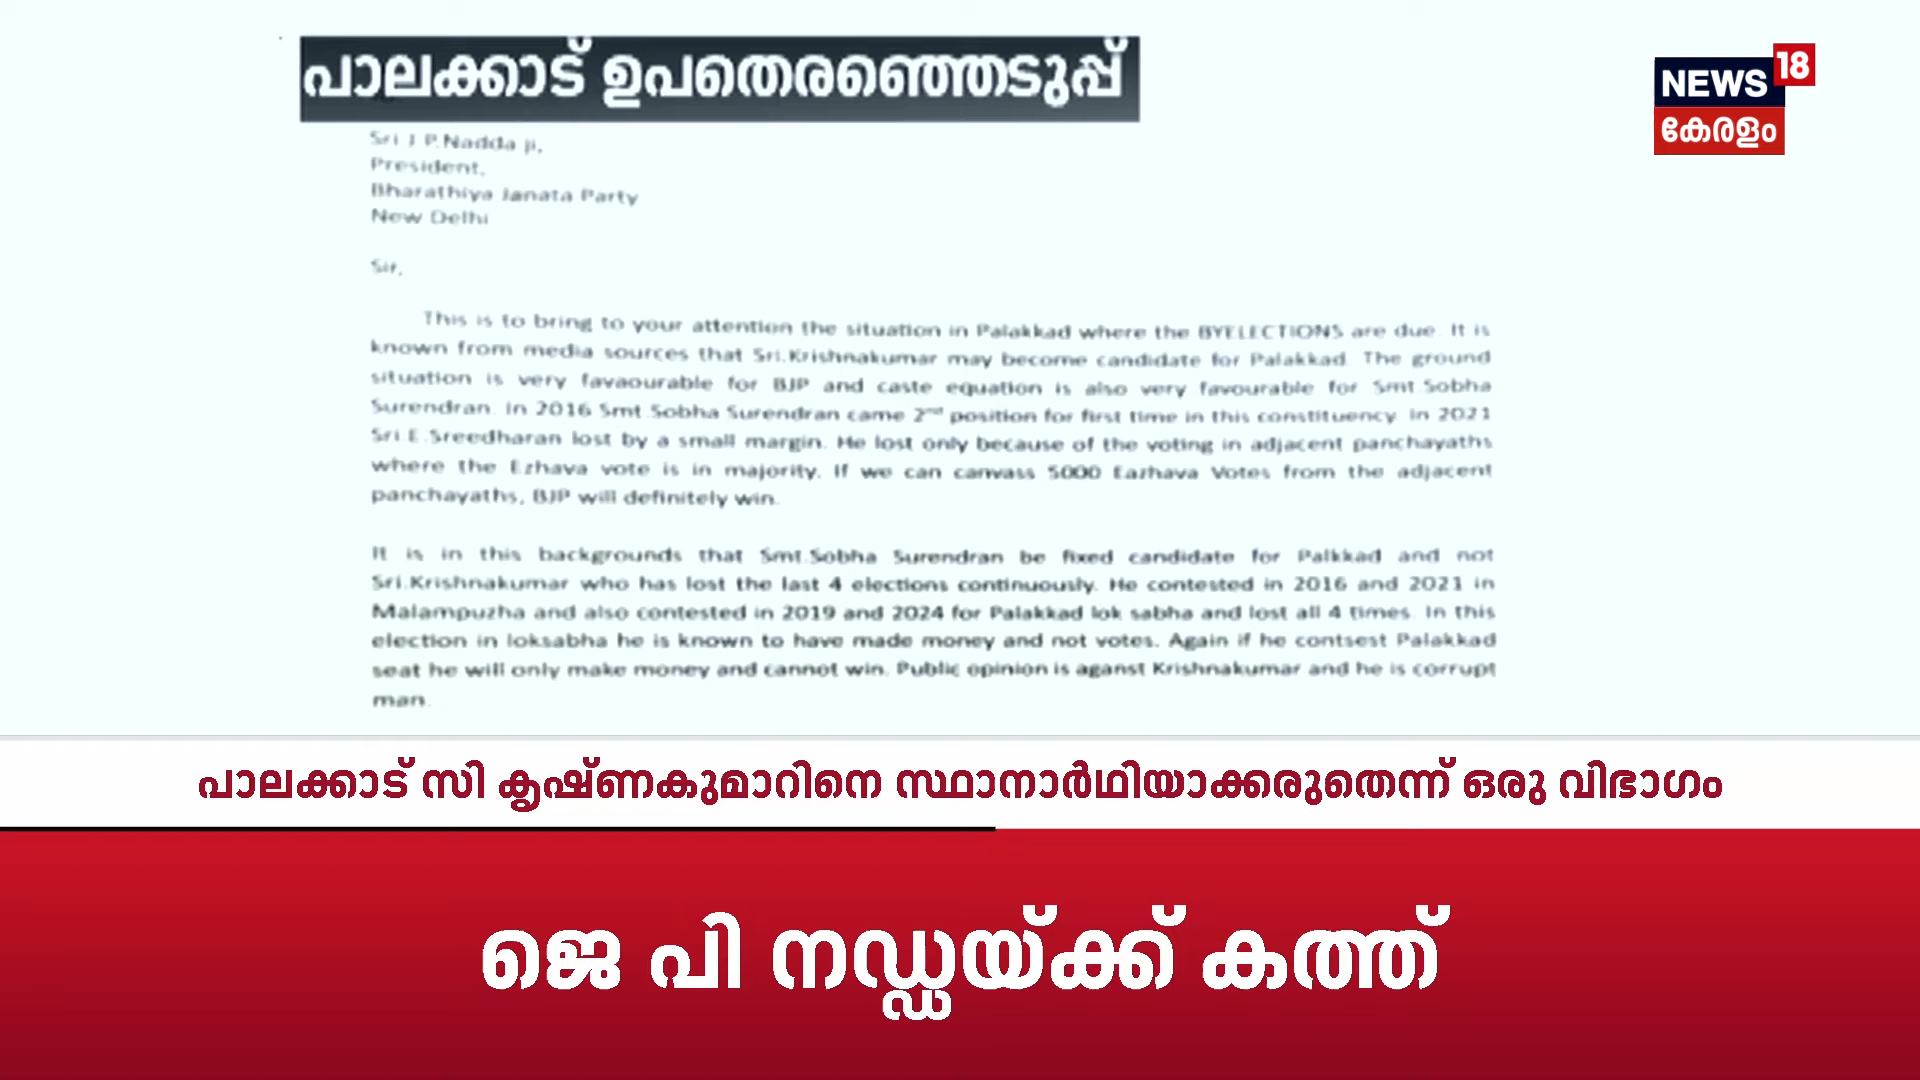 പാലക്കാട് ഉപതെരഞ്ഞെടുപ്പ്
NEWS 18
കേരളം
Sri J P.Nadda ji,
President,
Bharathiya Janata Party
New Delhi
Sir,
This is to bring to your attention the situation in Palakkad where the BYELECTIONS are due. It is
known from media sources that Sri.Krishnakumar may become candidate for Palakkad. The ground
situation is very favaourable for BJP and caste equation is also very favourable for Smt.Sobha
Surendran. In 2016 Smt.Sobha Surendran came 2nd position for first time in this constituency. In 2021
Sri.E.Sreedharan lost by a small margin. He lost only because of the voting in adjacent panchayaths
where the Ezhava vote is in majority. If we can canvass 5000 Eazhava Votes from the adjacent
panchayaths, BJP will definitely win.
It is in this backgrounds that Smt.Sobha Surendran be fixed candidate for Palkkad and not
Sri.Krishnakumar who has lost the last 4 elections continuously. He contested in 2016 and 2021 in
Malampuzha and also contested in 2019 and 2024 for Palakkad lok sabha and lost all 4 times. In this
election in loksabha he is known to have made money and not votes. Again if he contsest Palakkad
seat he will only make money and cannot win. Public opinion is aganst Krishnakumar and he is corrupt
man.
പാലക്കാട് സി കൃഷ്ണകുമാറിനെ സ്ഥാനാർഥിയാക്കരുതെന്ന് ഒരു വിഭാഗം
ജെ പി നഡ്ഡയ്ക്ക് കത്ത്